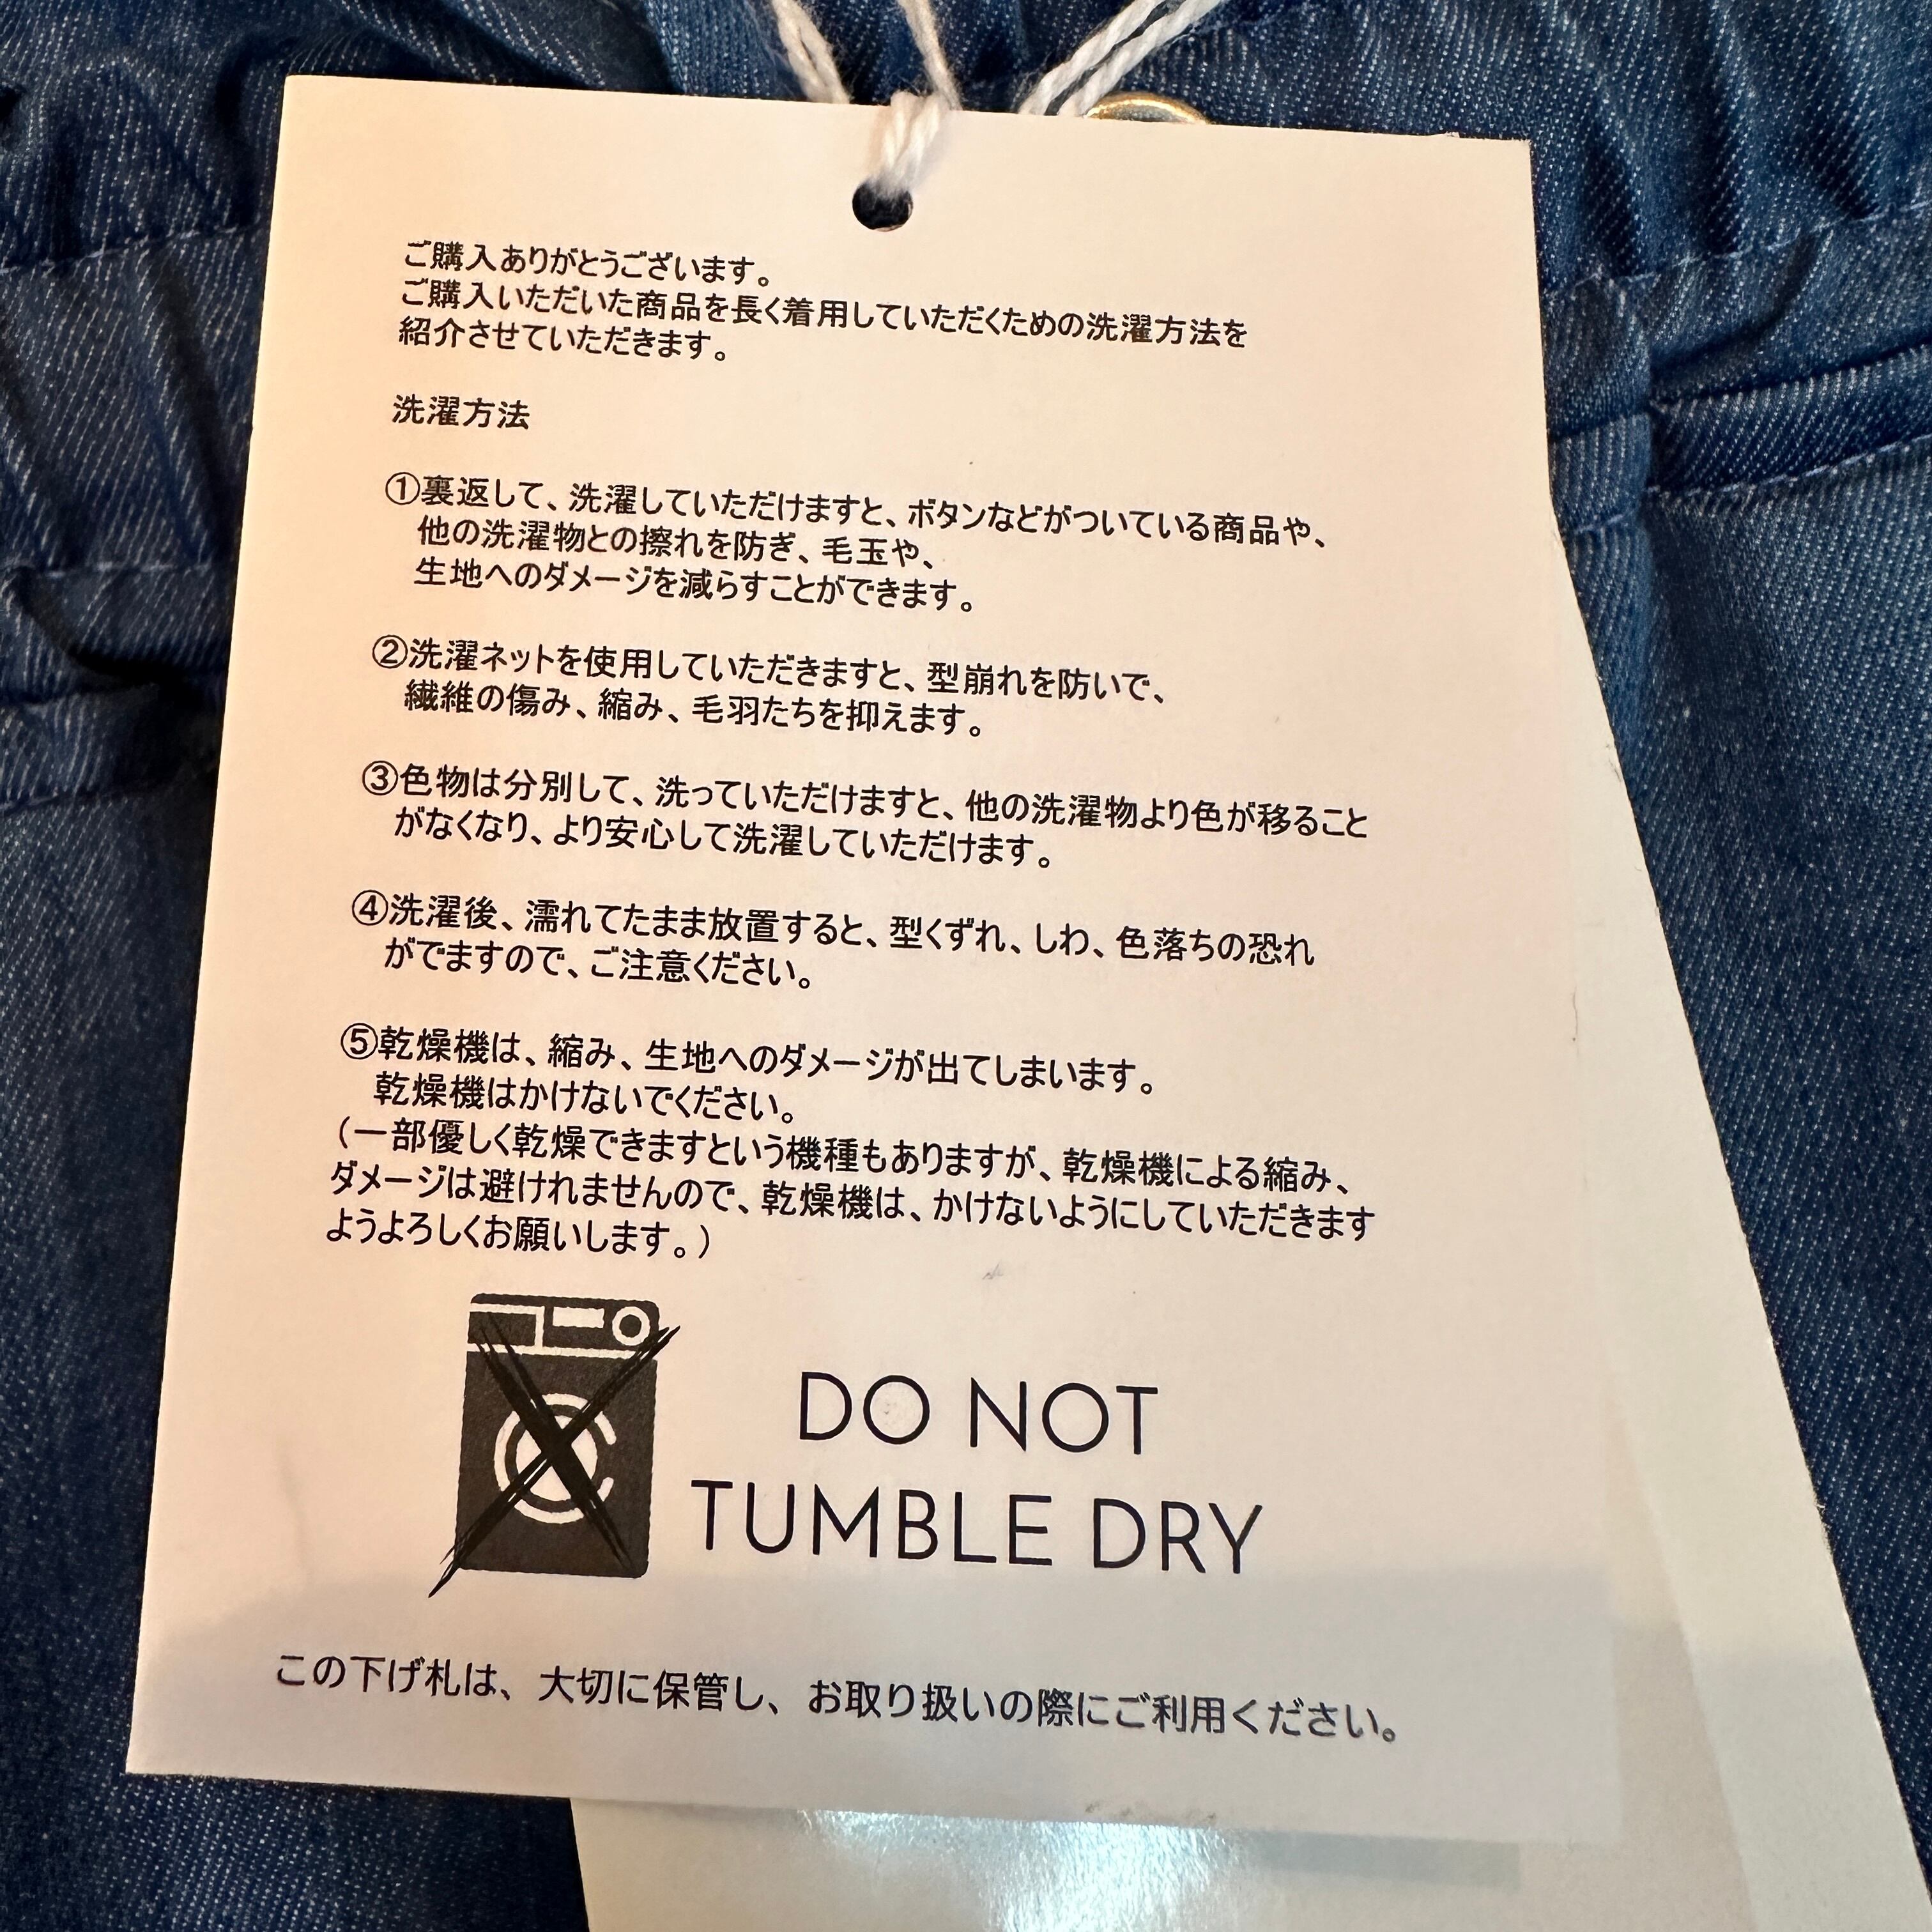 ご購入ありがとうございます。
ご購入いただいた商品を長く着用していただくための洗濯方法を
紹介させていただきます。
洗濯方法
①裏返して、洗濯していただけますと、ボタンなどがついている商品や、
他の洗濯物との擦れを防ぎ、毛玉や、
生地へのダメージを減らすことができます。
②洗濯ネットを使用していただきますと、型崩れを防いで、
繊維の傷み、縮み、毛羽たちを抑えます。
③色物は分別して、洗っていただけますと、他の洗濯物より色が移ること
がなくなり、より安心して洗濯していただけます。
④洗濯後、濡れてたまま放置すると、型くずれ、しわ、色落ちの恐れ
がでますので、ご注意ください。
⑤乾燥機は、縮み、生地へのダメージが出てしまいます。
乾燥機はかけないでください。
（一部優しく乾燥できますという機種もありますが、乾燥機による縮み、
ダメージは避けれませんので、乾燥機は、かけないようにしていただきます
ようよろしくお願いします。）
DO NOT
TUMBLE DRY
この下げ札は、大切に保管し、お取り扱いの際にご利用ください。